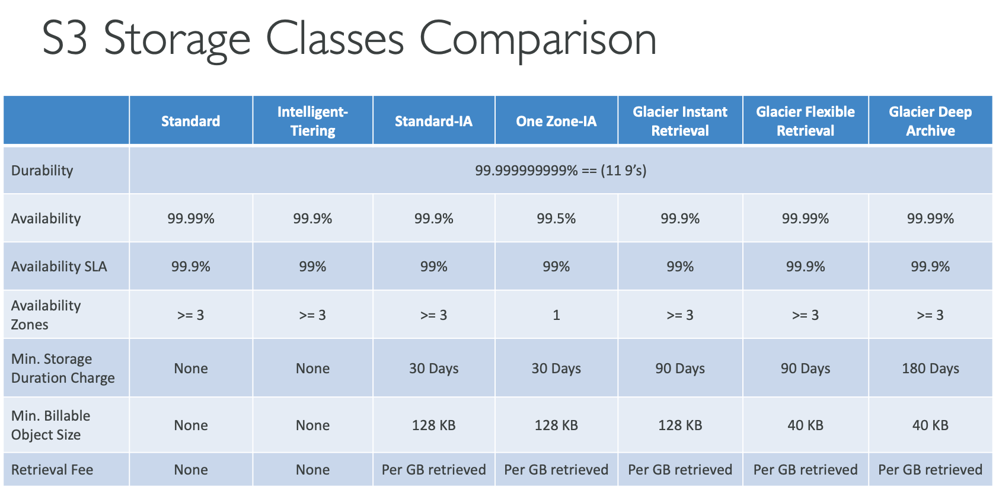 S3 Storage Classes Comparison
Standard
Intelligent-
Tiering
Standard-IA
One Zone-IA
Glacier Instant
Retrieval
Glacier Flexible
Retrieval
Glacier Deep
Archive
Durability
99.999999999% == (11 9’s)
Availability
99.99%
99.9%
99.9%
99.5%
99.9%
99.99%
99.99%
Availability SLA
99.9%
99%
99%
99%
99%
99.9%
99.9%
Availability
Zones
>= 3
>= 3
>= 3
1
>= 3
>= 3
>= 3
Min. Storage
Duration Charge
None
None
30 Days
30 Days
90 Days
90 Days
180 Days
Min. Billable
Object Size
None
None
128 KB
128 KB
128 KB
40 KB
40 KB
Retrieval Fee
None
None
Per GB retrieved
Per GB retrieved
Per GB retrieved
Per GB retrieved
Per GB retrieved